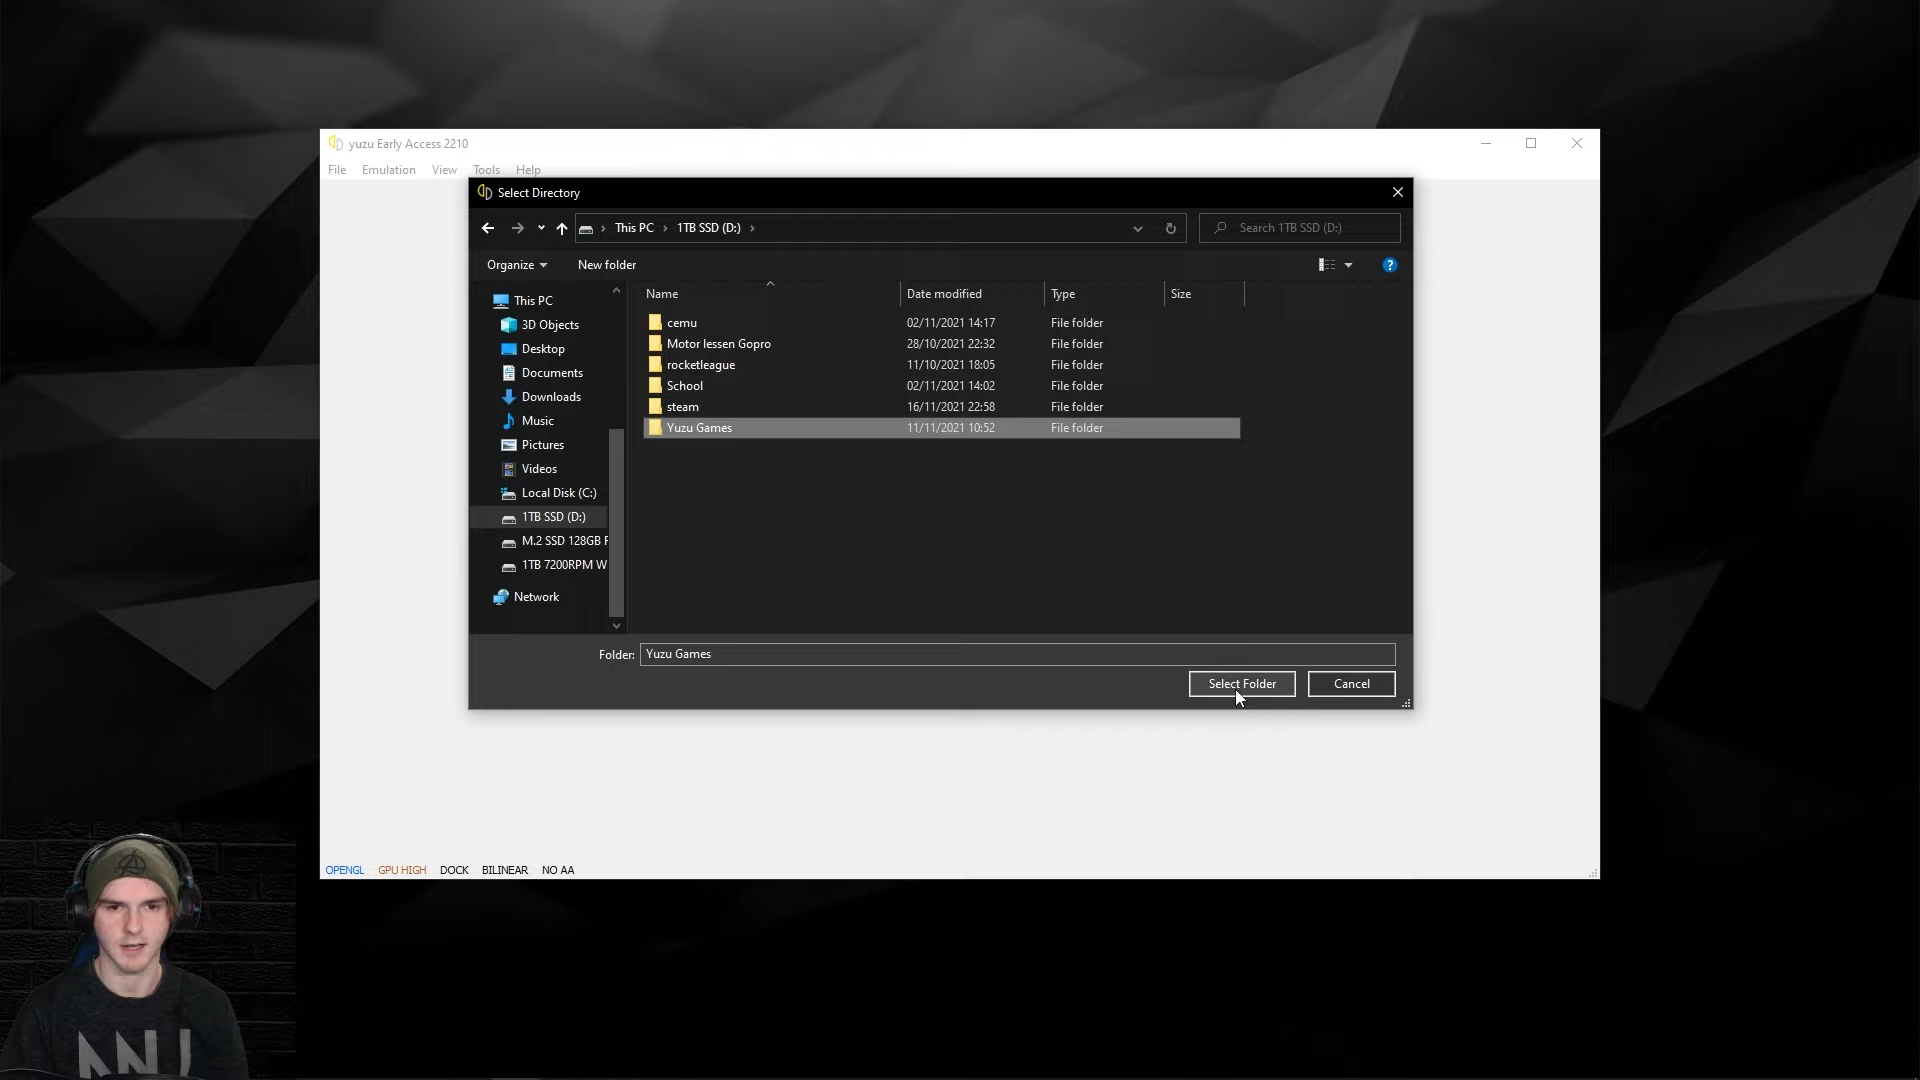 yuzu Early Access 2210
File Emulation View Tools Help
Select Directory
This PC > 1TB SSD (D:) >
Search 1TB SSD (D:)
Organize New folder
Name Date modified Type Size
This PC
3D Objects
Desktop
Documents
Downloads
Music
Pictures
Videos
Local Disk (C:)
1TB SSD (D:)
M.2 SSD 128GB
1TB 7200RPM W
Network
cemu 02/11/2021 14:17 File folder
Motor lessen Gopro 28/10/2021 22:32 File folder
rocketleague 11/10/2021 18:05 File folder
School 02/11/2021 14:02 File folder
steam 16/11/2021 22:58 File folder
Yuzu Games 11/11/2021 10:52 File folder
Folder: Yuzu Games
Select Folder Cancel
OPENGL GPU HIGH DOCK BILINEAR NO AA